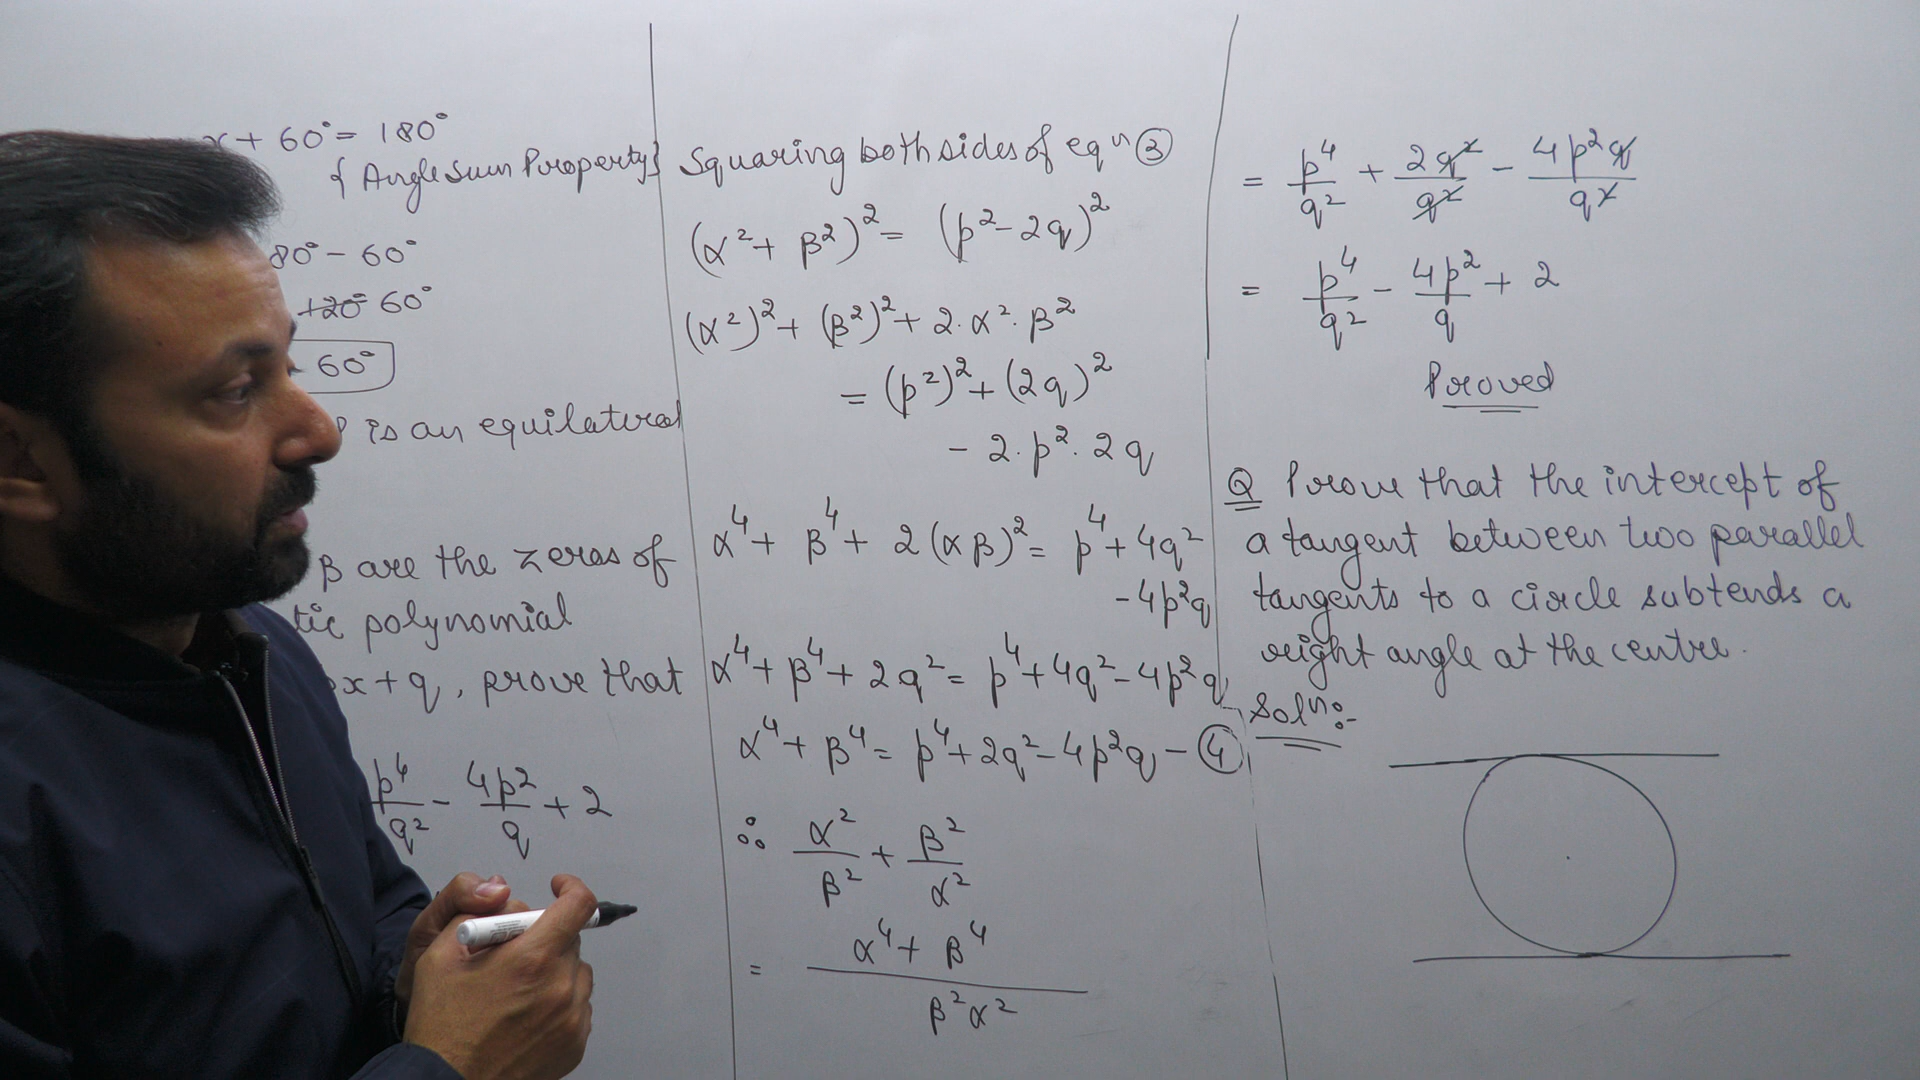 x + 60° = 180°
{Angle Sum Property}
80° - 60°
+20° 60°
60°
is an equilateral
β are the zeros of
tic polynomial
x + q, prove that
p⁴/q² - 4p²/q + 2
Squaring both sides of eqⁿ ③
(α² + β²)² = (p² - 2q)²
(α²)² + (β²)² + 2·α²·β²
= (p²)² + (2q)²
- 2·p²·2q
α⁴ + β⁴ + 2(αβ)² = p⁴ + 4q²
- 4p²q
α⁴ + β⁴ + 2q² = p⁴ + 4q² - 4p²q
α⁴ + β⁴ = p⁴ + 2q² - 4p²q - ④
∴ α²/β² + β²/α²
= α⁴ + β⁴ / β²α²
= p⁴/q² + 2q²/q² - 4p²q/q²
= p⁴/q² - 4p²/q + 2
Proved
Q Prove that the intercept of
a tangent between two parallel
tangents to a circle subtends a
right angle at the centre.
Solⁿ:-